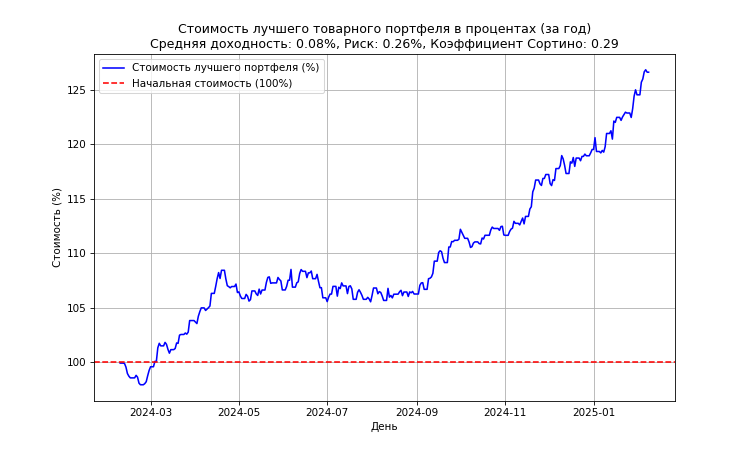 Стоимость лучшего товарного портфеля в процентах (за год)
Средняя доходность: 0.08%, Риск: 0.26%, Коэффициент Сортино: 0.29
Стоимость лучшего портфеля (%)
Начальная стоимость (100%)
Стоимость (%)
125
120
115
110
105
100
2024-03
2024-05
2024-07
2024-09
2024-11
2025-01
День